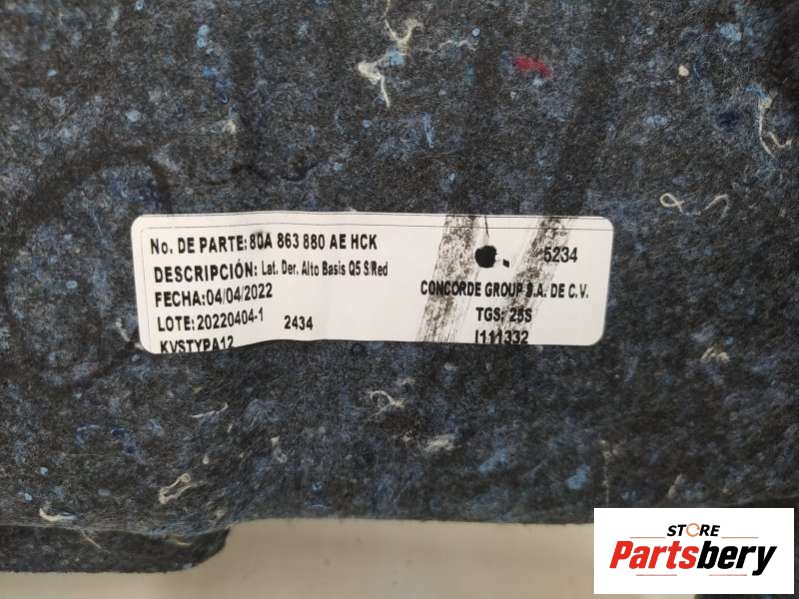 No. DE PARTE: 80A 863 880 AE HCK
DESCRIPCIÓN: Lat. Der. Alto Basis Q5 S/Red
FECHA:04/04/2022
LOTE: 20220404-1 2434
KVSTYPA12
5234
CONCORDE GROUP S.A. DE C.V.
TGS: 25S
I111332
STORE
Partsbery